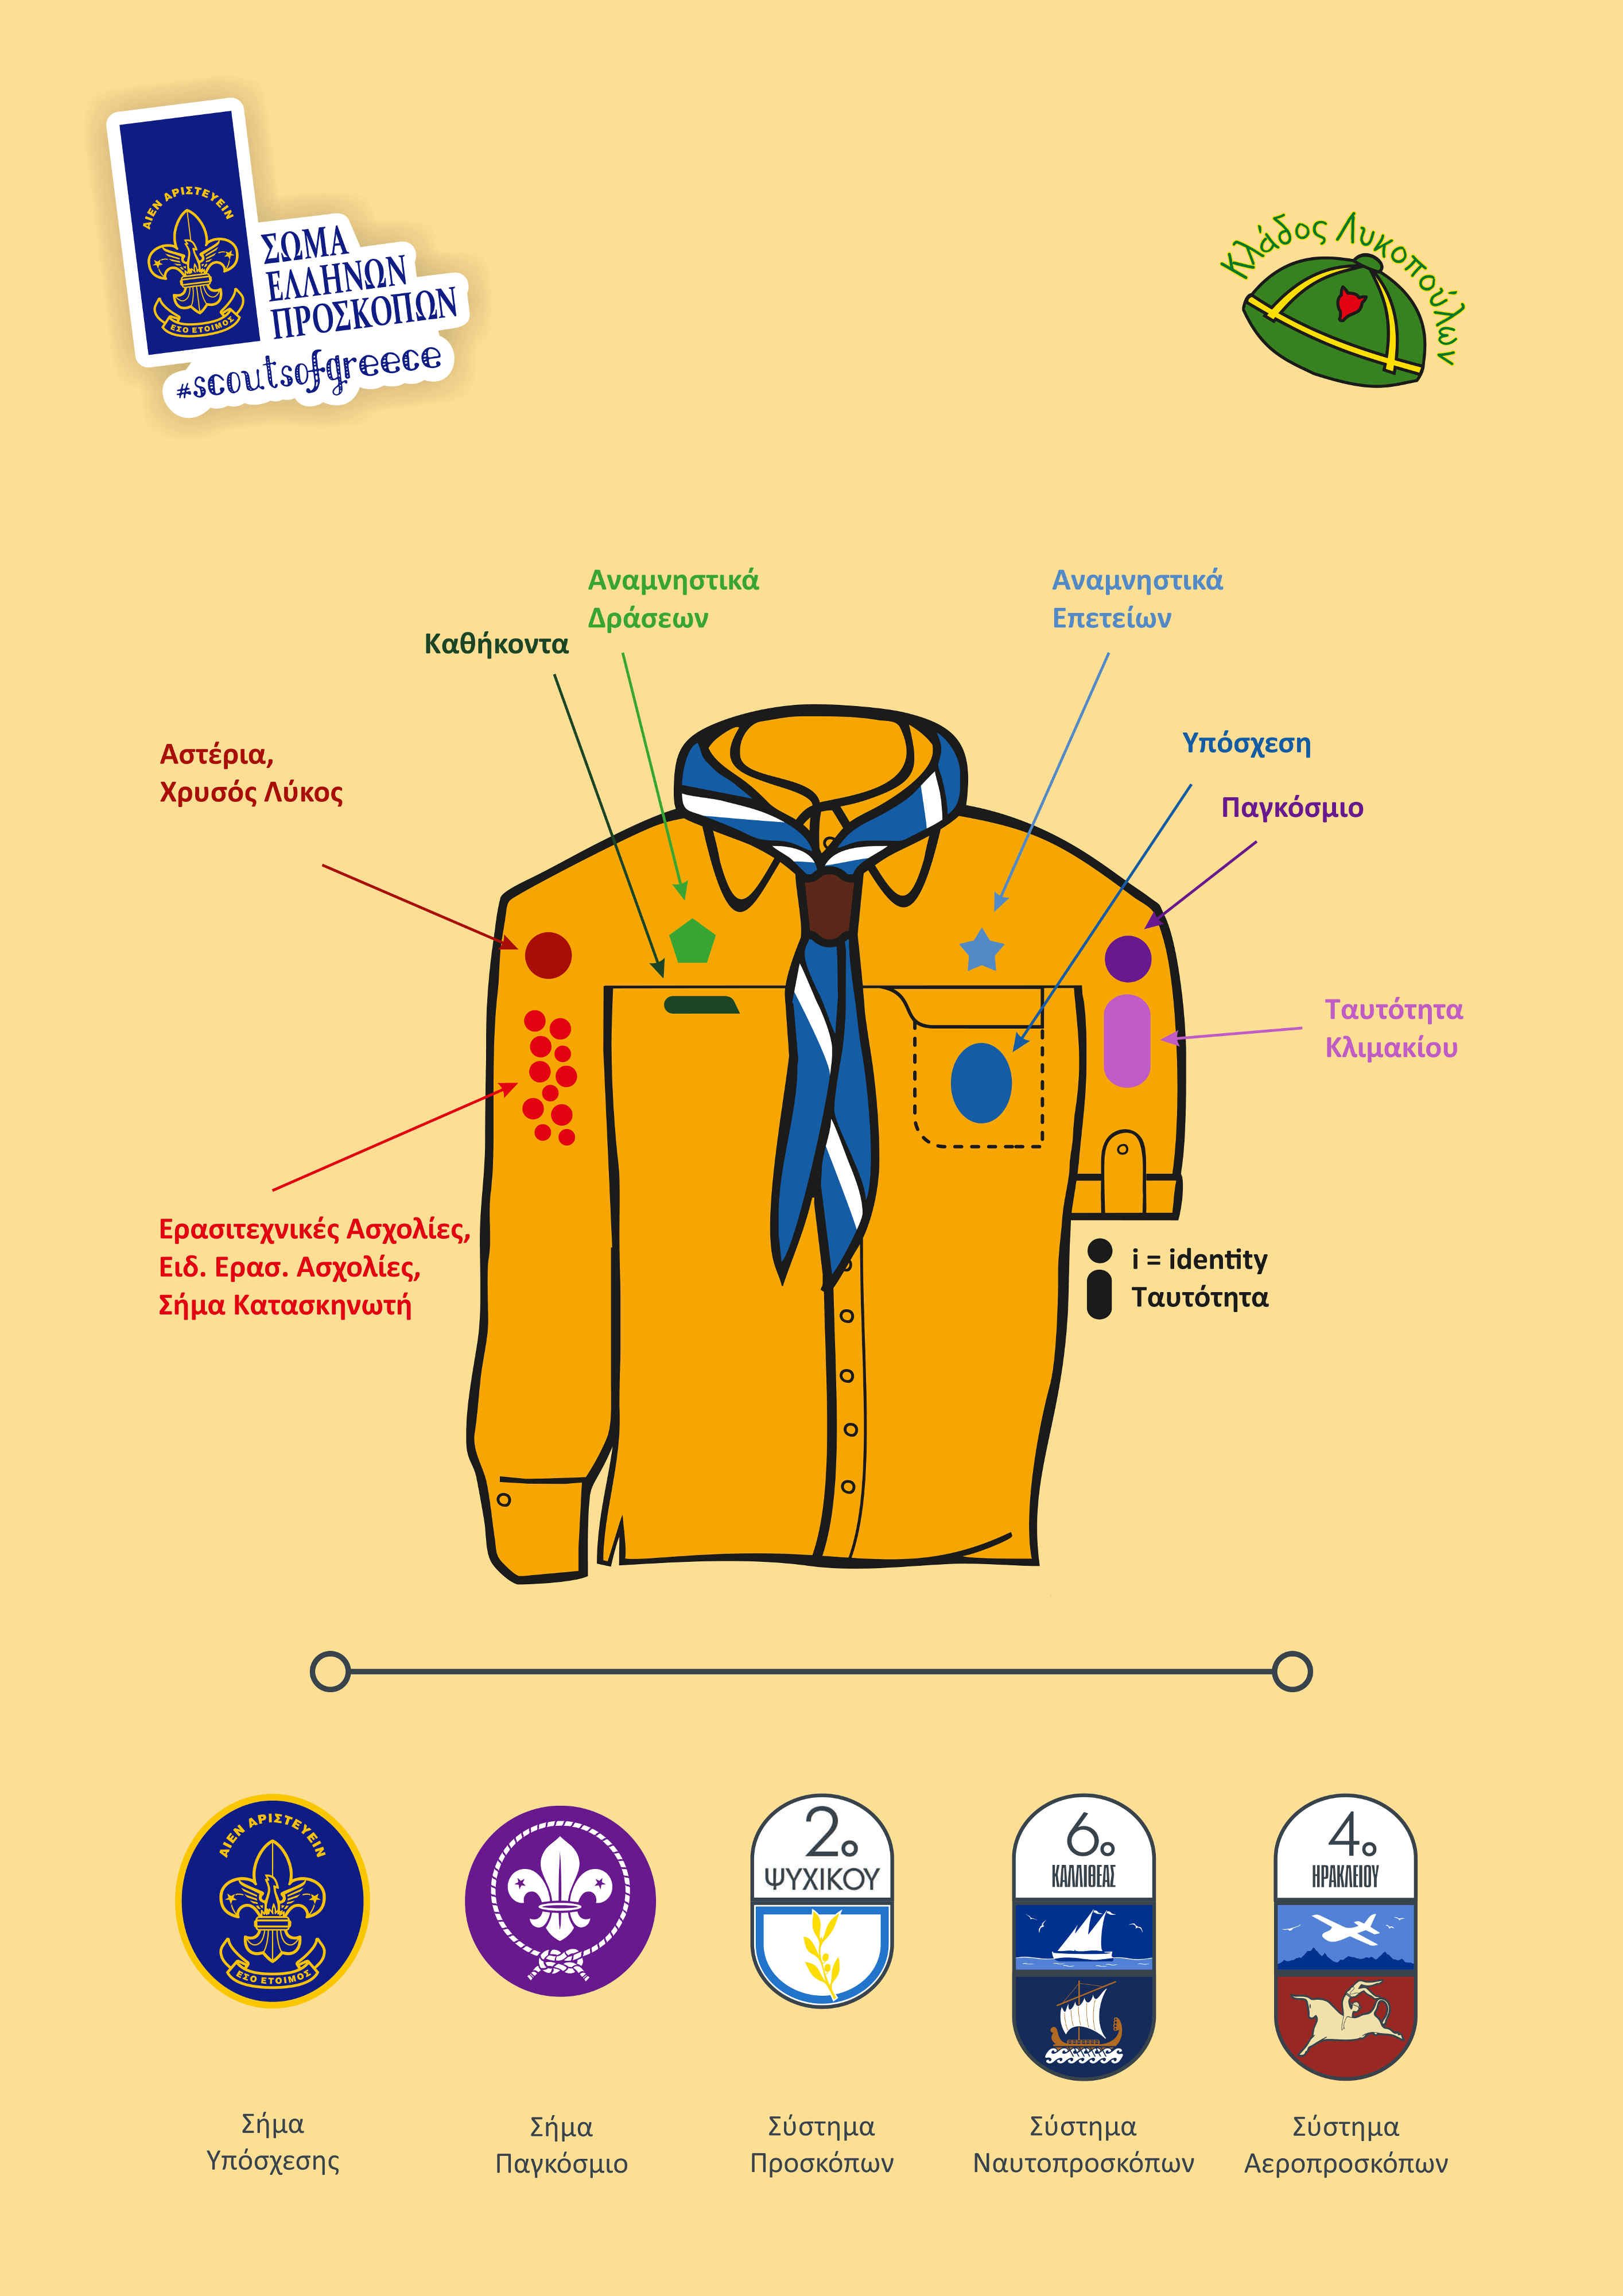 ΑΙΕΝ ΑΡΙΣΤΕΥΕΙΝ
ΕΣΟ ΕΤΟΙΜΟΣ
ΣΩΜΑ
ΕΛΛΗΝΩΝ
ΠΡΟΣΚΟΠΩΝ
#scoutsofgreece
Κλάδος Λυκοπούλων
Αναμνηστικά
Δράσεων
Αναμνηστικά
Επετείων
Καθήκοντα
Αστέρια,
Χρυσός Λύκος
Υπόσχεση
Παγκόσμιο
Ταυτότητα
Κλιμακίου
Ερασιτεχνικές Ασχολίες,
Ειδ. Ερασ. Ασχολίες,
Σήμα Κατασκηνωτή
i = identity
Ταυτότητα
ΑΙΕΝ ΑΡΙΣΤΕΥΕΙΝ
ΕΣΟ ΕΤΟΙΜΟΣ
2ο
ΨΥΧΙΚΟΥ
6ο
ΚΑΛΛΙΘΕΑΣ
4ο
ΗΡΑΚΛΕΙΟΥ
Σήμα
Υπόσχεσης
Σήμα
Παγκόσμιο
Σύστημα
Προσκόπων
Σύστημα
Ναυτοπροσκόπων
Σύστημα
Αεροπροσκόπων